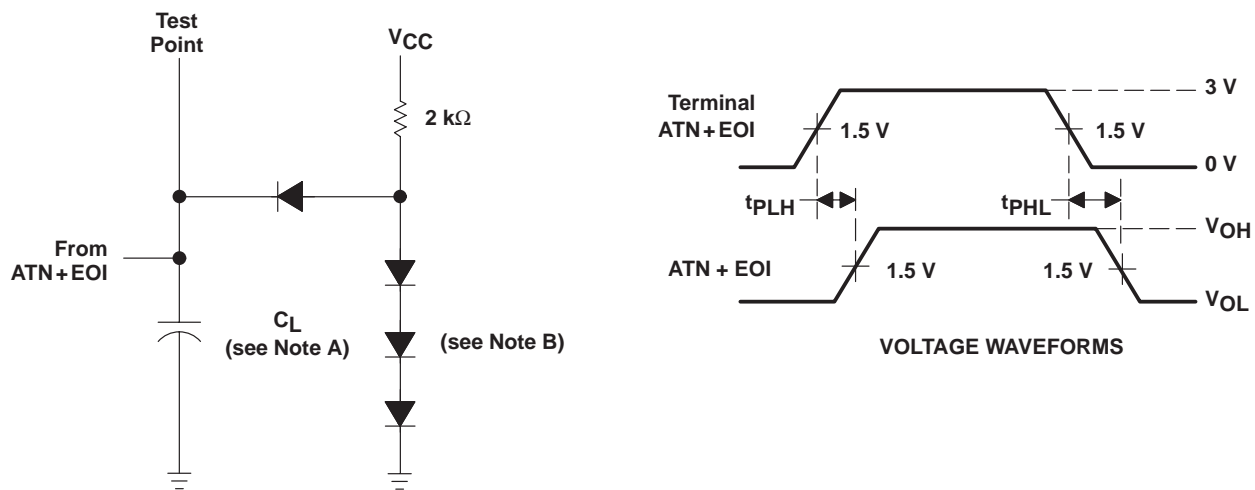 Test
Point
VCC
2 kΩ
From
ATN+EOI
CL
(see Note A)
(see Note B)
Terminal
ATN+EOI
1.5 V
1.5 V
3 V
0 V
tPLH
tPHL
VOH
ATN + EOI
1.5 V
1.5 V
VOL
VOLTAGE WAVEFORMS